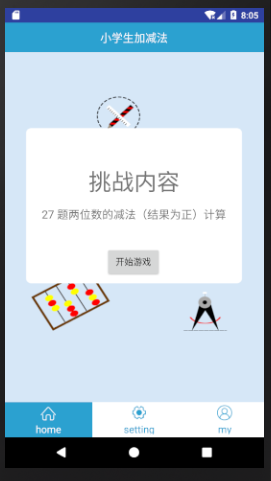 8:05
小学生加减法
挑战内容
27 题两位数的减法（结果为正）计算
开始游戏
home
setting
my